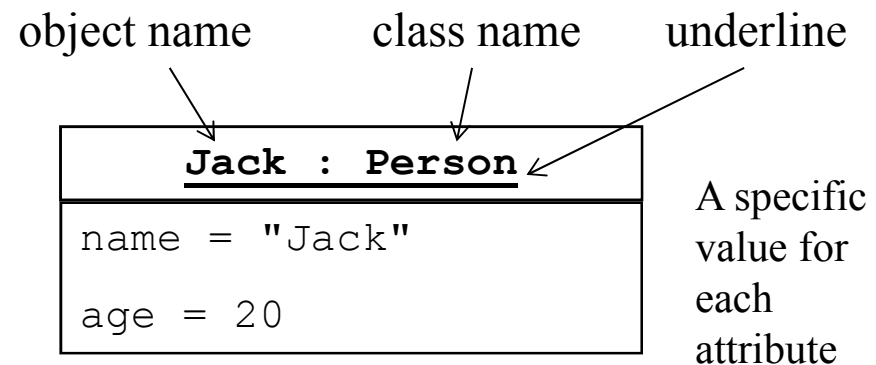 object name class name underline
Jack : Person
name = "Jack"
age = 20
A specific
value for
each
attribute